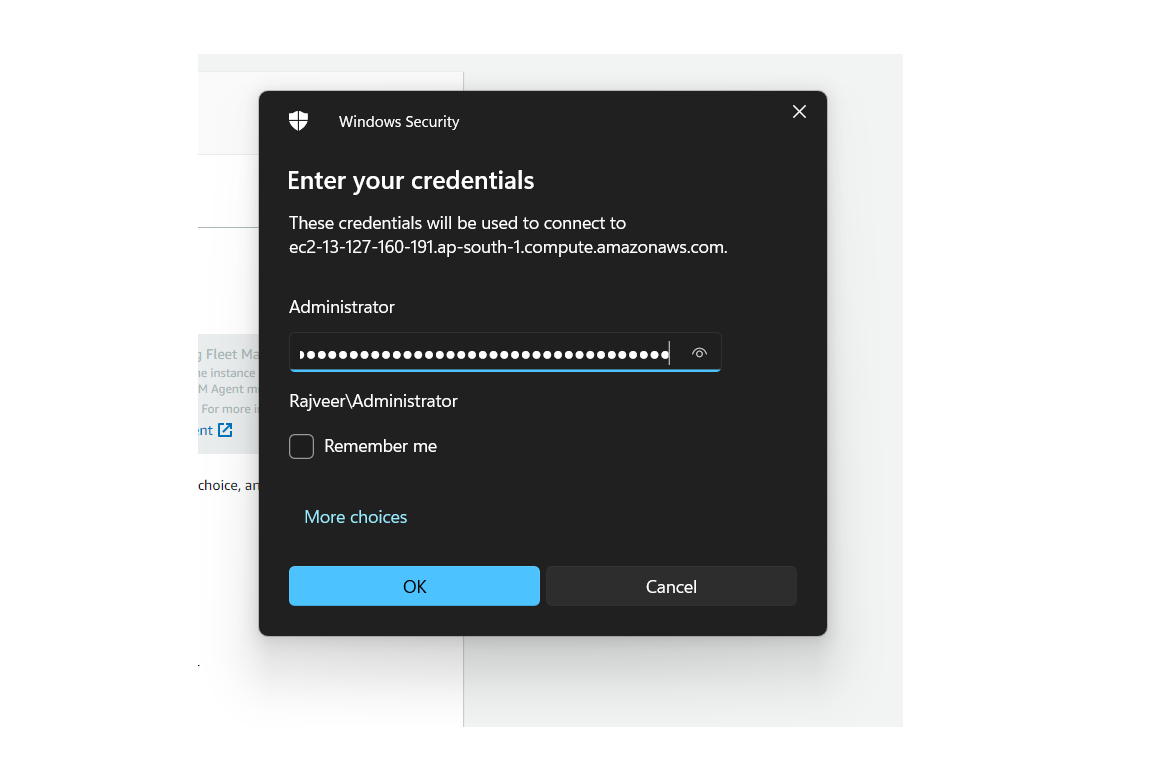 Windows Security
Enter your credentials
These credentials will be used to connect to
ec2-13-127-160-191.ap-south-1.compute.amazonaws.com.
Administrator
Rajveer\Administrator
Remember me
More choices
OK
Cancel
g Fleet Ma
ne instance
M Agent m
For more i
ent
choice, an